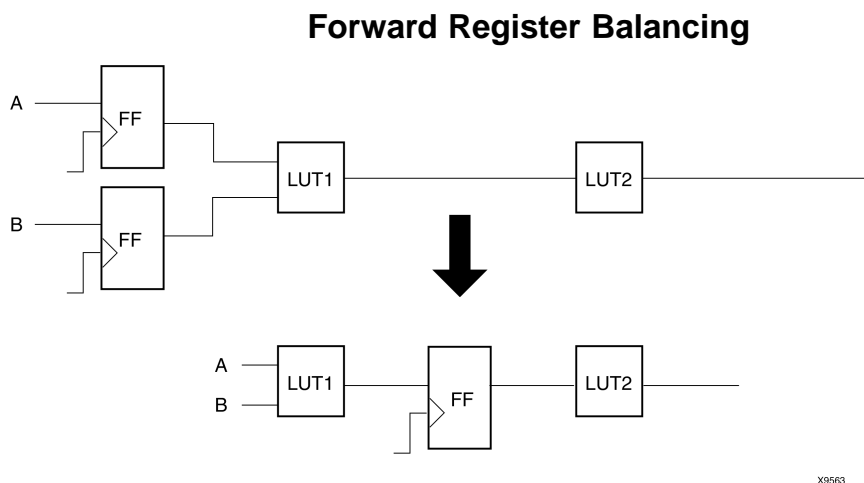 Forward Register Balancing
A
FF
LUT1
LUT2
B
FF
A
LUT1
FF
LUT2
B
X9563